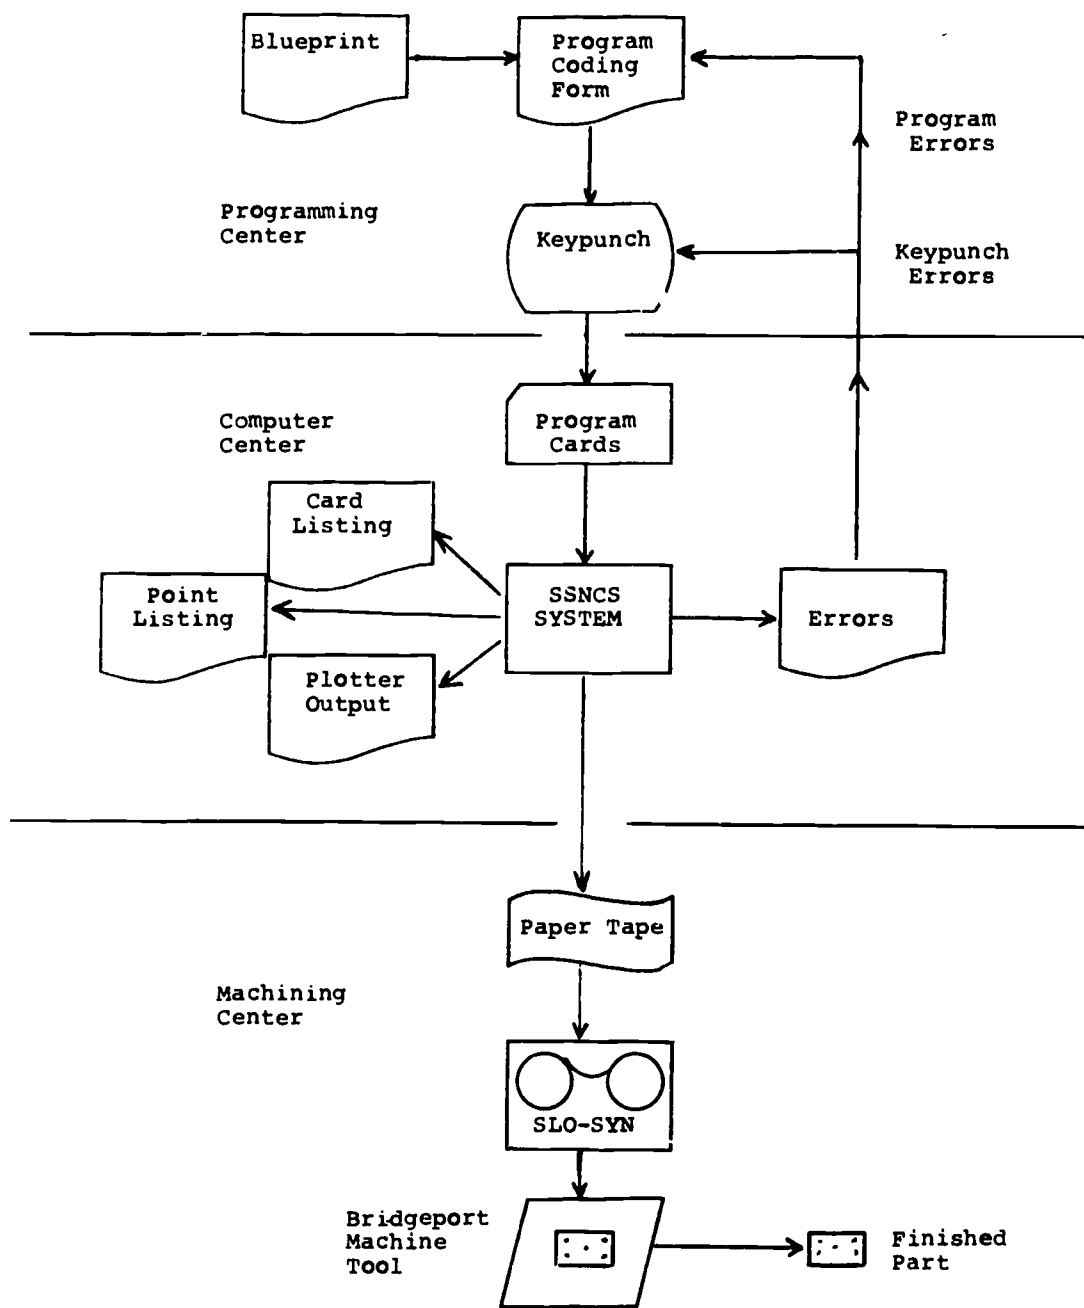 Blueprint
Program
Coding
Form
Program
Errors
Programming
Center
Keypunch
Keypunch
Errors
Computer
Center
Program
Cards
Card
Listing
Point
Listing
SSNCS
SYSTEM
Errors
Plotter
Output
Paper Tape
Machining
Center
SLO-SYN
Bridgeport
Machine
Tool
Finished
Part